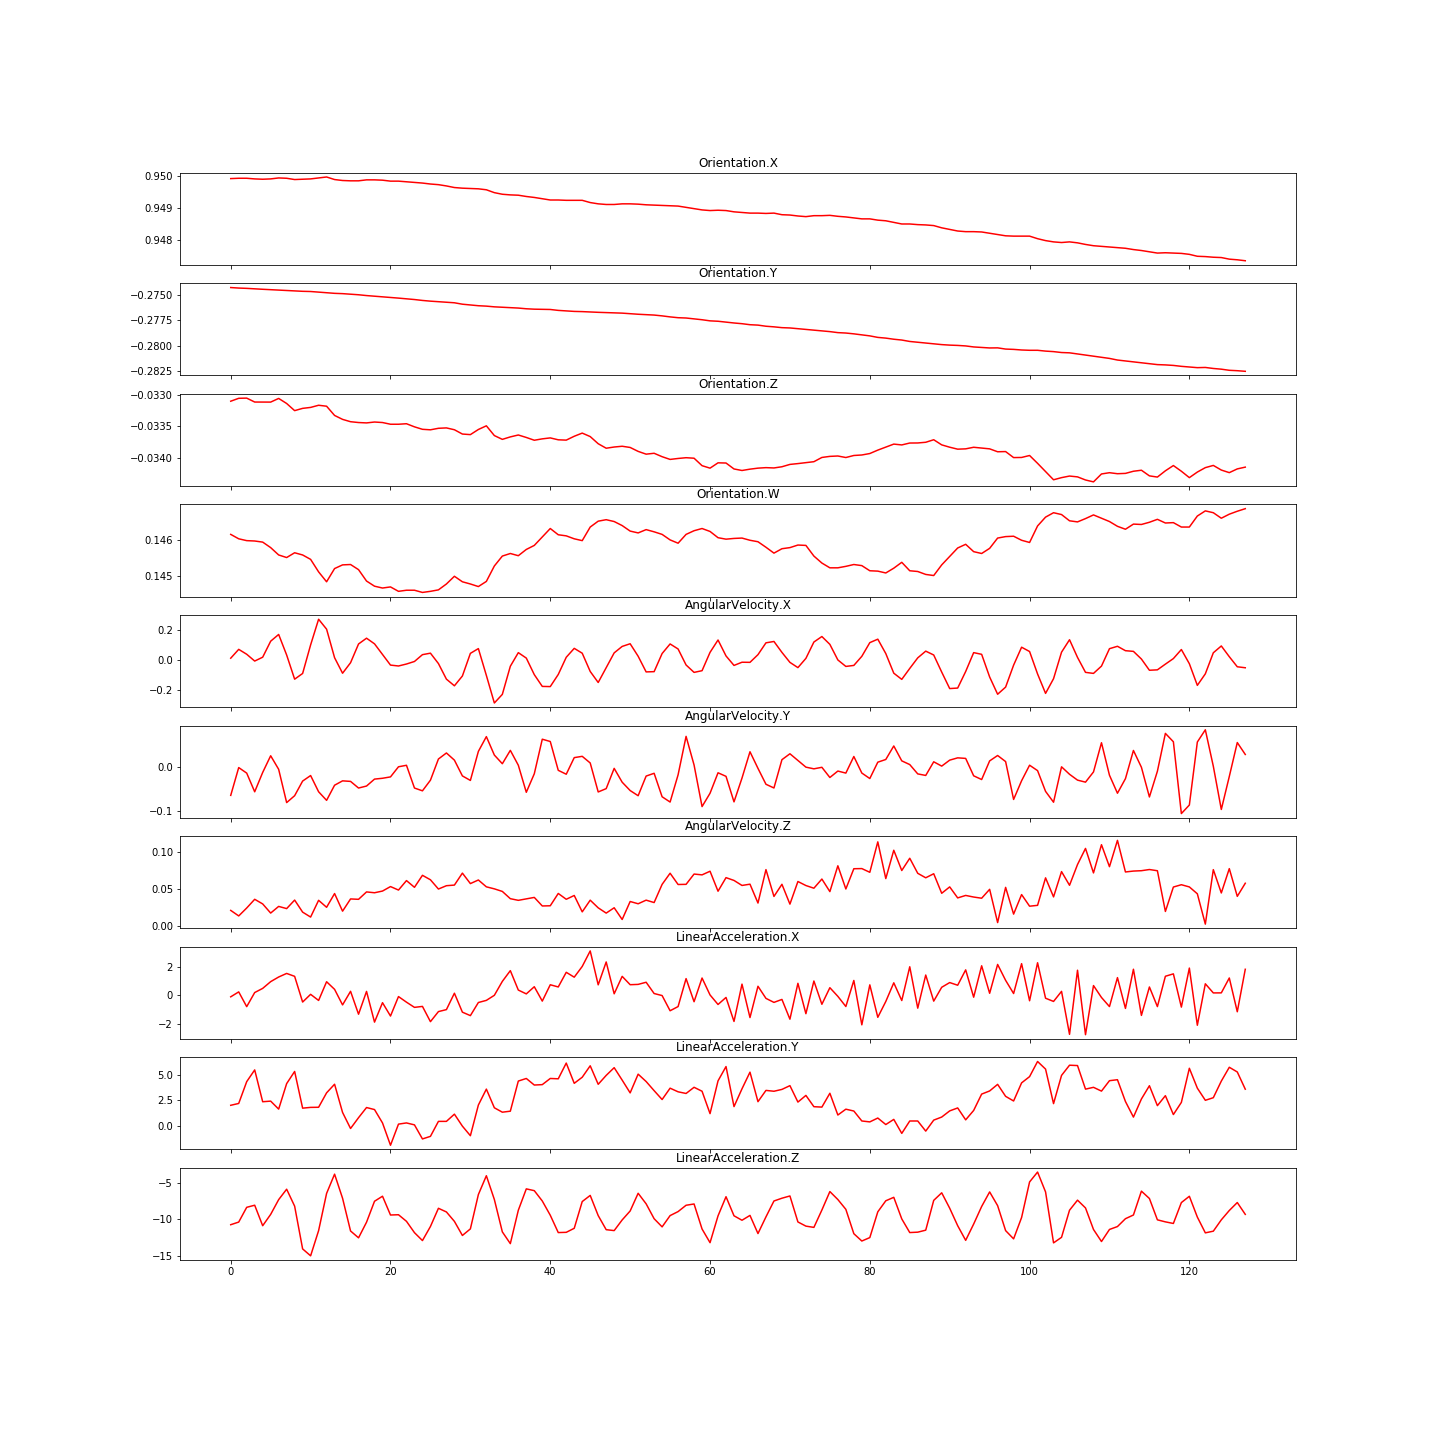 Orientation.X
0.950
0.949
0.948
Orientation.Y
−0.2750
−0.2775
−0.2800
−0.2825
Orientation.Z
−0.0330
−0.0335
−0.0340
Orientation.W
0.146
0.145
AngularVelocity.X
0.2
0.0
−0.2
AngularVelocity.Y
0.0
−0.1
AngularVelocity.Z
0.10
0.05
0.00
LinearAcceleration.X
2
0
−2
LinearAcceleration.Y
5.0
2.5
0.0
LinearAcceleration.Z
−5
−10
−15
0 20 40 60 80 100 120